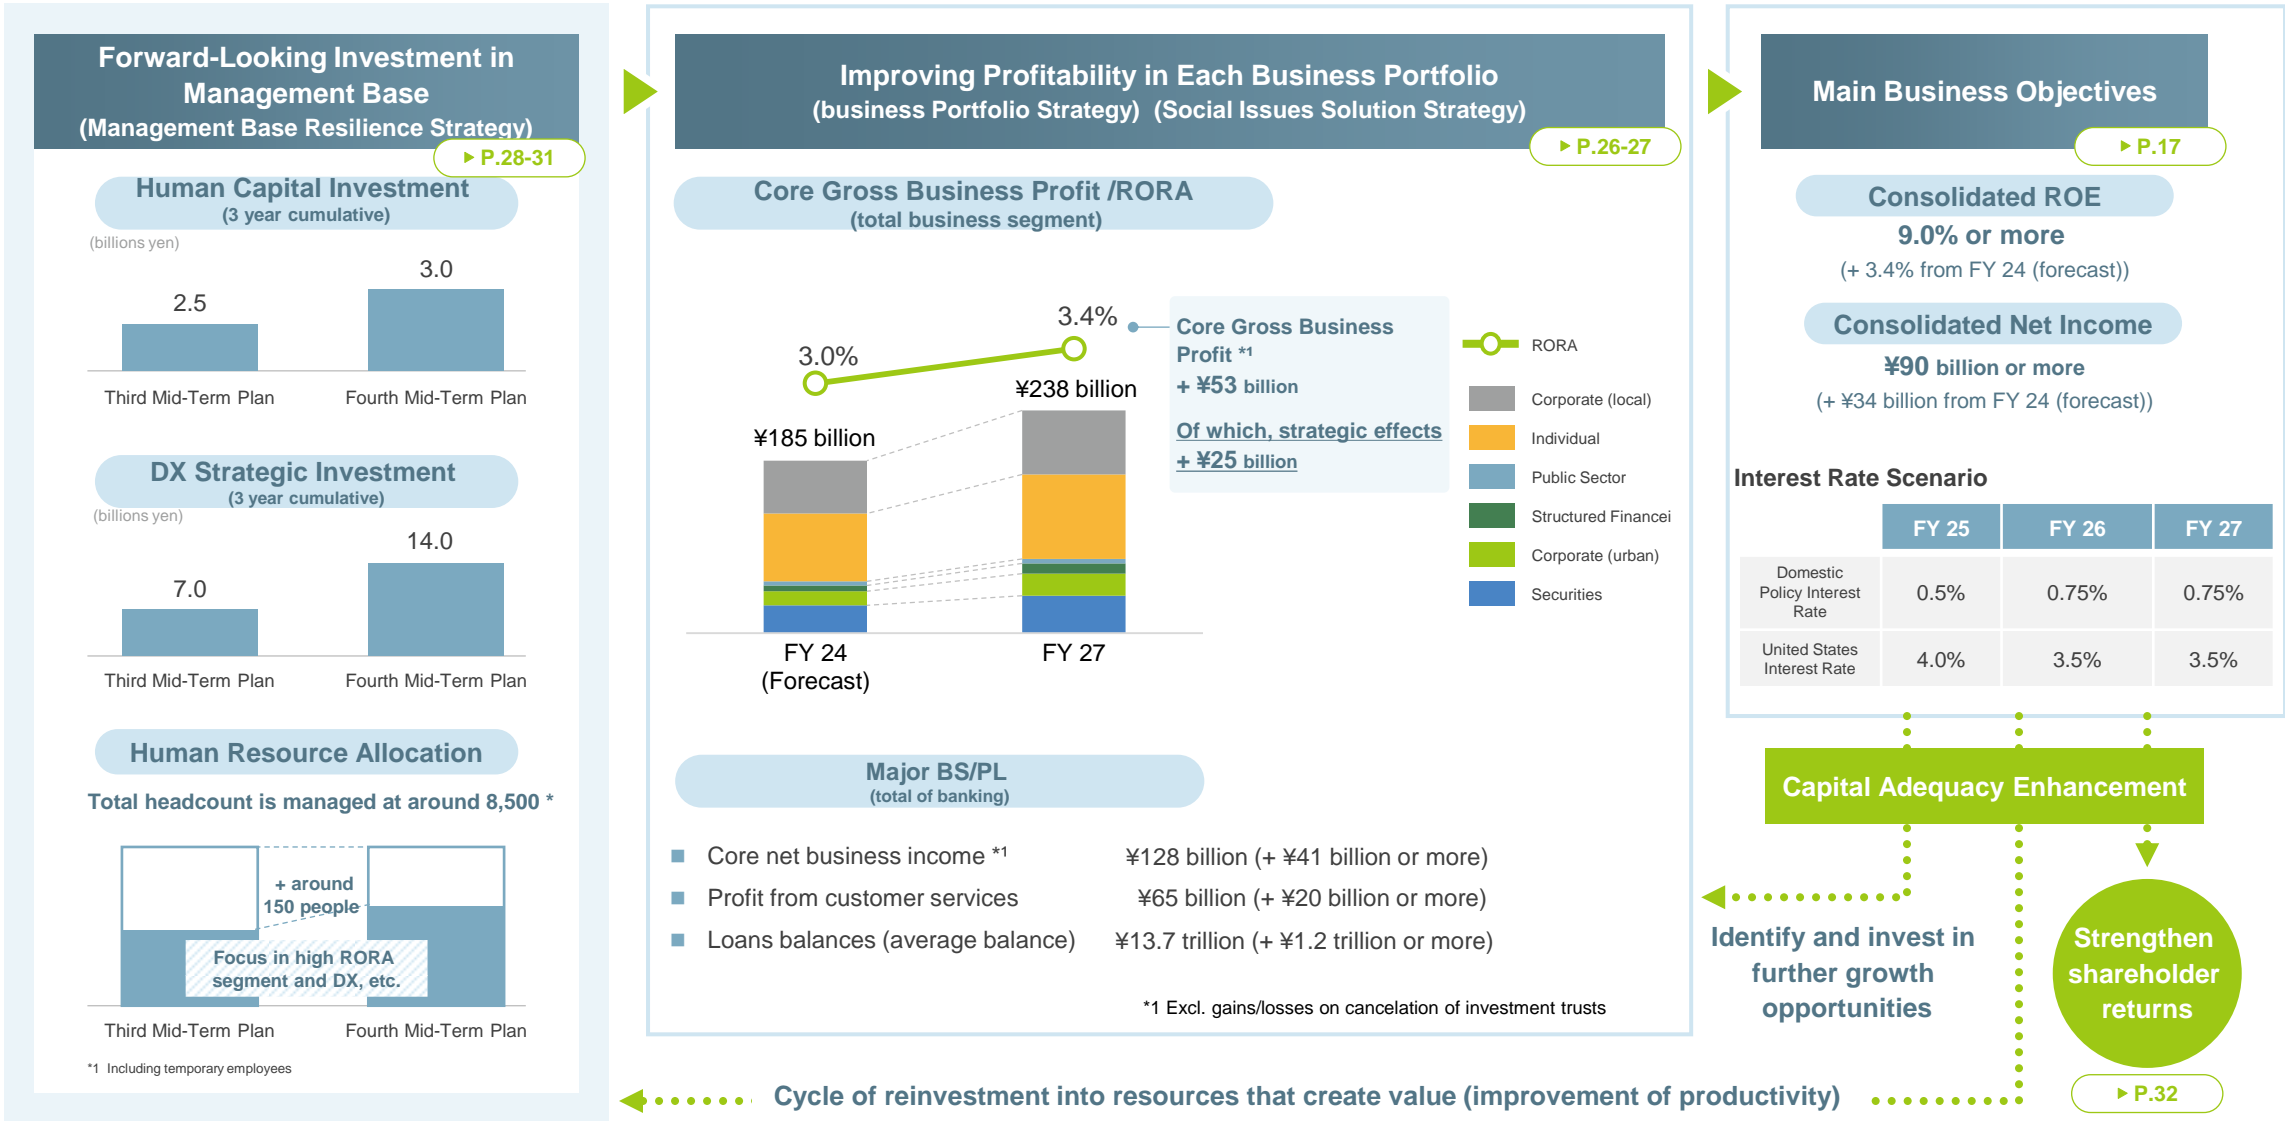 Forward-Looking Investment in
Management Base
(Management Base Resilience Strategy)
▶ P.28-31
Human Capital Investment
(3 year cumulative)
(billions yen)
2.5
3.0
Third Mid-Term Plan
Fourth Mid-Term Plan
DX Strategic Investment
(3 year cumulative)
(billions yen)
7.0
14.0
Third Mid-Term Plan
Fourth Mid-Term Plan
Human Resource Allocation
Total headcount is managed at around 8,500 *
+ around
150 people
Focus in high RORA
segment and DX, etc.
Third Mid-Term Plan
Fourth Mid-Term Plan
*1 Including temporary employees
Improving Profitability in Each Business Portfolio
(business Portfolio Strategy) (Social Issues Solution Strategy)
▶ P.26-27
Core Gross Business Profit /RORA
(total business segment)
3.0%
3.4%
¥185 billion
¥238 billion
FY 24
(Forecast)
FY 27
Core Gross Business
Profit *¹
+ ¥53 billion
Of which, strategic effects
+ ¥25 billion
RORA
Corporate (local)
Individual
Public Sector
Structured Financei
Corporate (urban)
Securities
Major BS/PL
(total of banking)
Core net business income *¹ ¥128 billion (+ ¥41 billion or more)
Profit from customer services ¥65 billion (+ ¥20 billion or more)
Loans balances (average balance) ¥13.7 trillion (+ ¥1.2 trillion or more)
*1 Excl. gains/losses on cancelation of investment trusts
Main Business Objectives
▶ P.17
Consolidated ROE
9.0% or more
(+ 3.4% from FY 24 (forecast))
Consolidated Net Income
¥90 billion or more
(+ ¥34 billion from FY 24 (forecast))
Interest Rate Scenario
FY 25 FY 26 FY 27
Domestic
Policy Interest
Rate
0.5% 0.75% 0.75%
United States
Interest Rate
4.0% 3.5% 3.5%
Capital Adequacy Enhancement
Identify and invest in
further growth
opportunities
Strengthen
shareholder
returns
▶ P.32
Cycle of reinvestment into resources that create value (improvement of productivity)